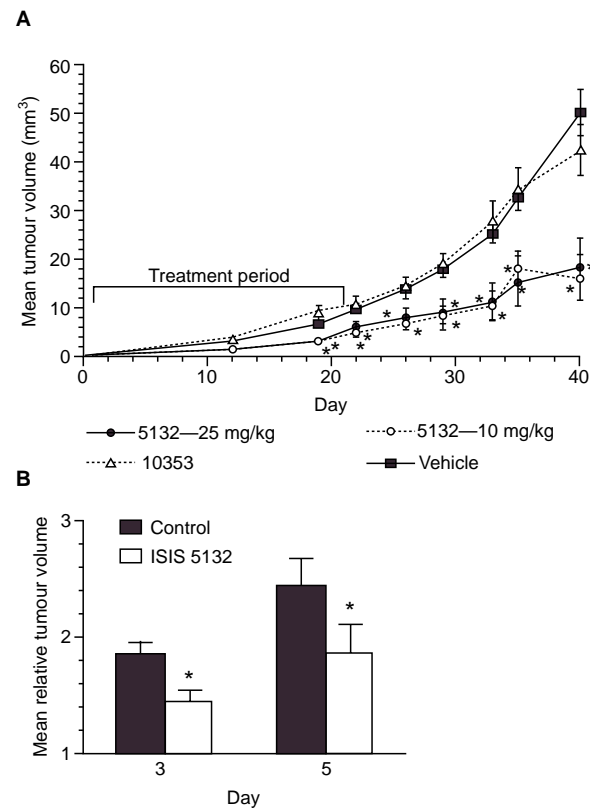 A
Mean tumour volume (mm³)
60
50
40
30
20
10
0
Treatment period
*
*
*
*
*
*
*
*
*
*
*
*
*
*
0 10 20 30 40
Day
5132—25 mg/kg 5132—10 mg/kg
10353 Vehicle
B
Mean relative tumour volume
3
2
1
Control
ISIS 5132
*
*
3 5
Day